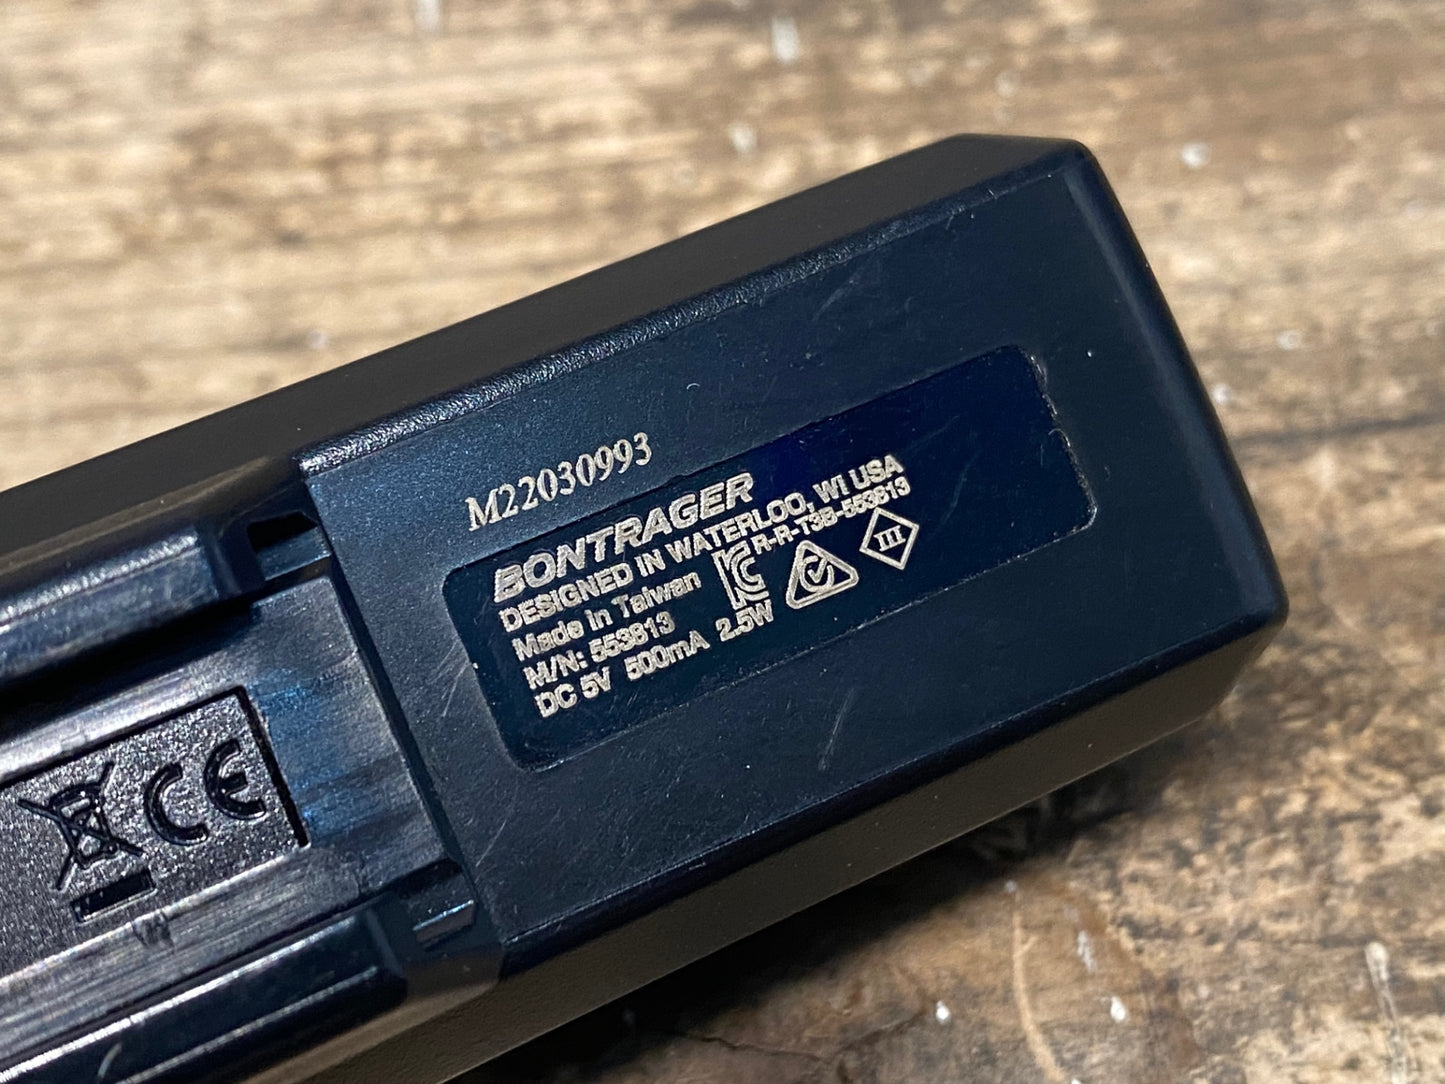 M22030993
BONTRAGER
DESIGNED IN WATERLOO, WI USA
Made in Taiwan
R-R-T3B-553813
M/N: 553813
DC 5V 500mA 2.5W
III
CE